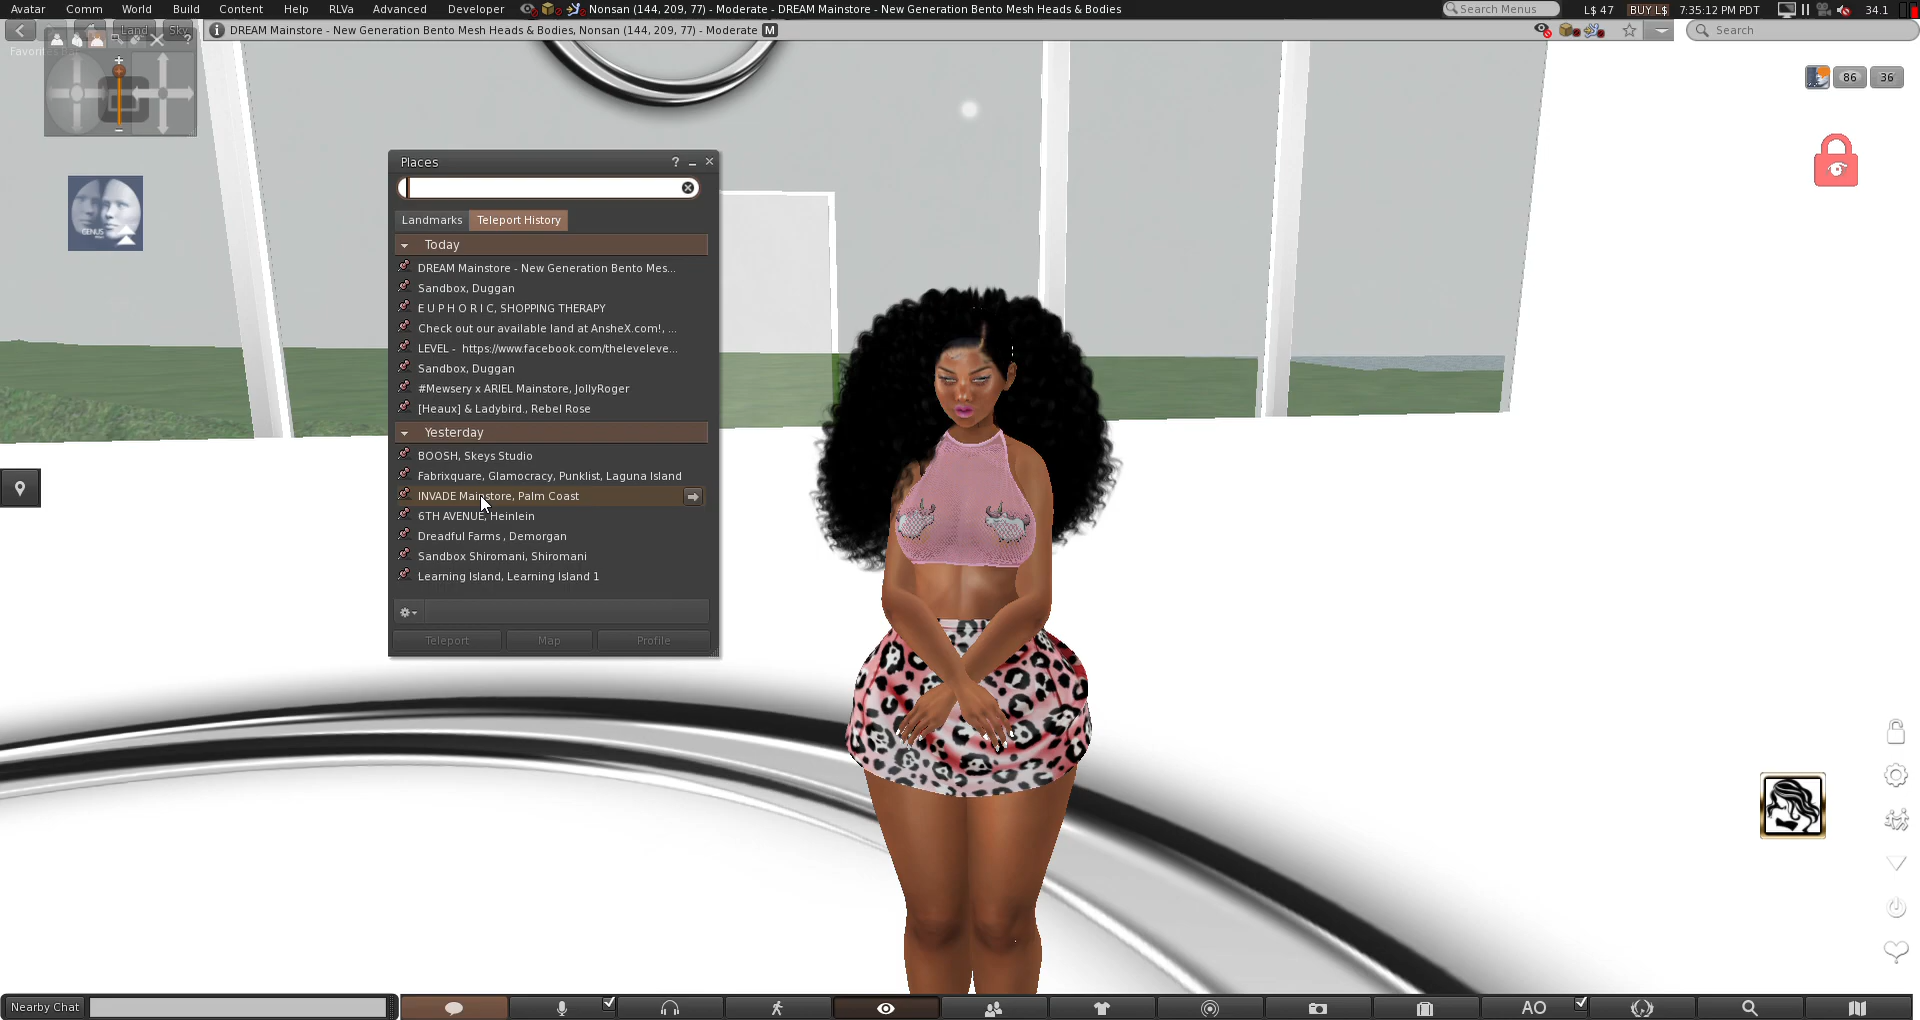 Avatar Comm World Build Content Help RLVa Advanced Developer Nonsan (144, 209, 77) - Moderate - DREAM Mainstore - New Generation Bento Mesh Heads & Bodies Search Menus L$ 47 BUY L$ 7:35:12 PM PDT 34.1
Land Sky DREAM Mainstore - New Generation Bento Mesh Heads & Bodies, Nonsan (144, 209, 77) - Moderate M Search
86 36
GENUS
Places ?
Landmarks Teleport History
Today
DREAM Mainstore - New Generation Bento Mes...
Sandbox, Duggan
E U P H O R I C, SHOPPING THERAPY
Check out our available land at AnsheX.com!, ...
LEVEL - https://www.facebook.com/theleveleve...
Sandbox, Duggan
#Mewsery x ARIEL Mainstore, JollyRoger
[Heaux] & Ladybird., Rebel Rose
Yesterday
BOOSH, Skeys Studio
Fabrixquare, Glamocracy, Punklist, Laguna Island
INVADE Mainstore, Palm Coast
6TH AVENUE, Heinlein
Dreadful Farms , Demorgan
Sandbox Shiromani, Shiromani
Learning Island, Learning Island 1
Teleport Map Profile
Nearby Chat AO